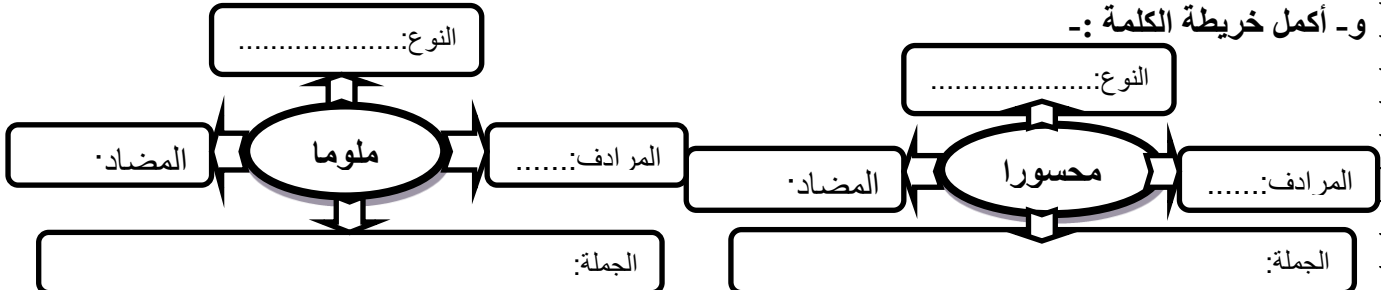 و- أكمل خريطة الكلمة :-
النوع:.....................
المرادف:......
محسورا
المضاد:
الجملة:
النوع:....................
المرادف:......
ملوما
المضاد:
الجملة: